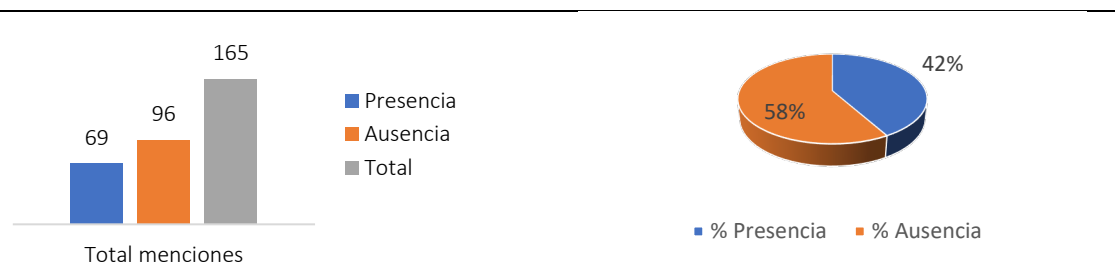 165
96
69
Presencia
Ausencia
Total
Total menciones
42%
58%
% Presencia
% Ausencia